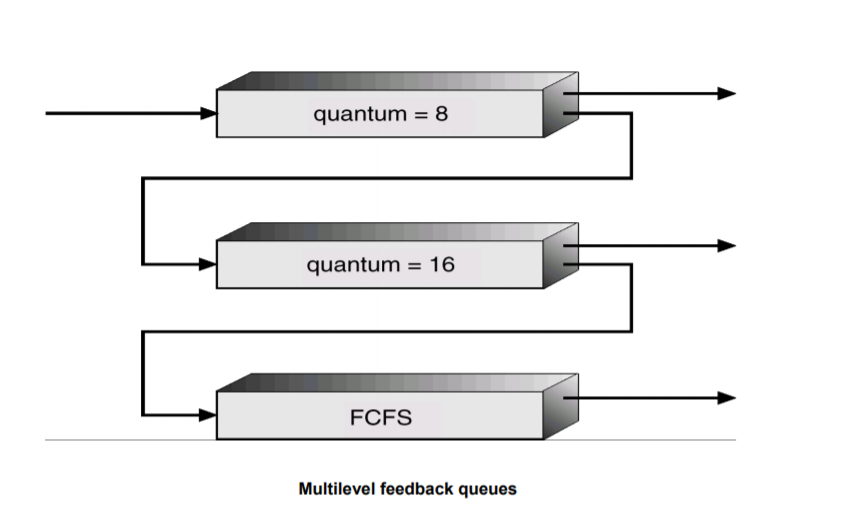 quantum = 8
quantum = 16
FCFS
Multilevel feedback queues